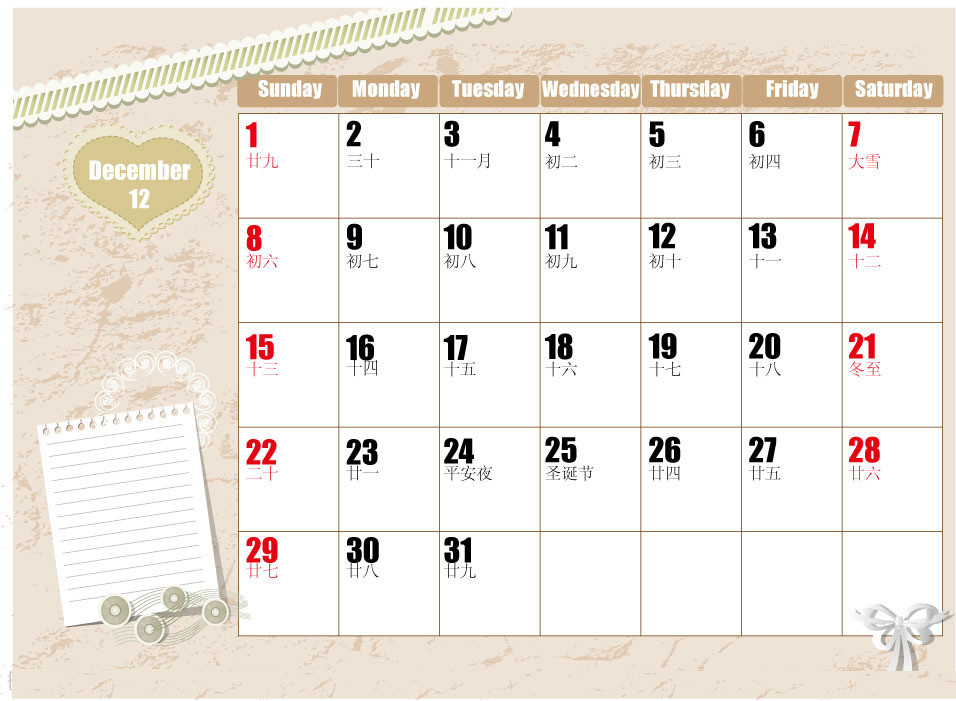 Sunday Monday Tuesday Wednesday Thursday Friday Saturday
December
12
1 2 3 4 5 6 7
廿九 三十 十一月 初二 初三 初四 大雪
8 9 10 11 12 13 14
初六 初七 初八 初九 初十 十一 十二
15 16 17 18 19 20 21
十三 十四 十五 十六 十七 十八 冬至
22 23 24 25 26 27 28
二十 廿一 平安夜 圣诞节 廿四 廿五 廿六
29 30 31
廿七 廿八 廿九